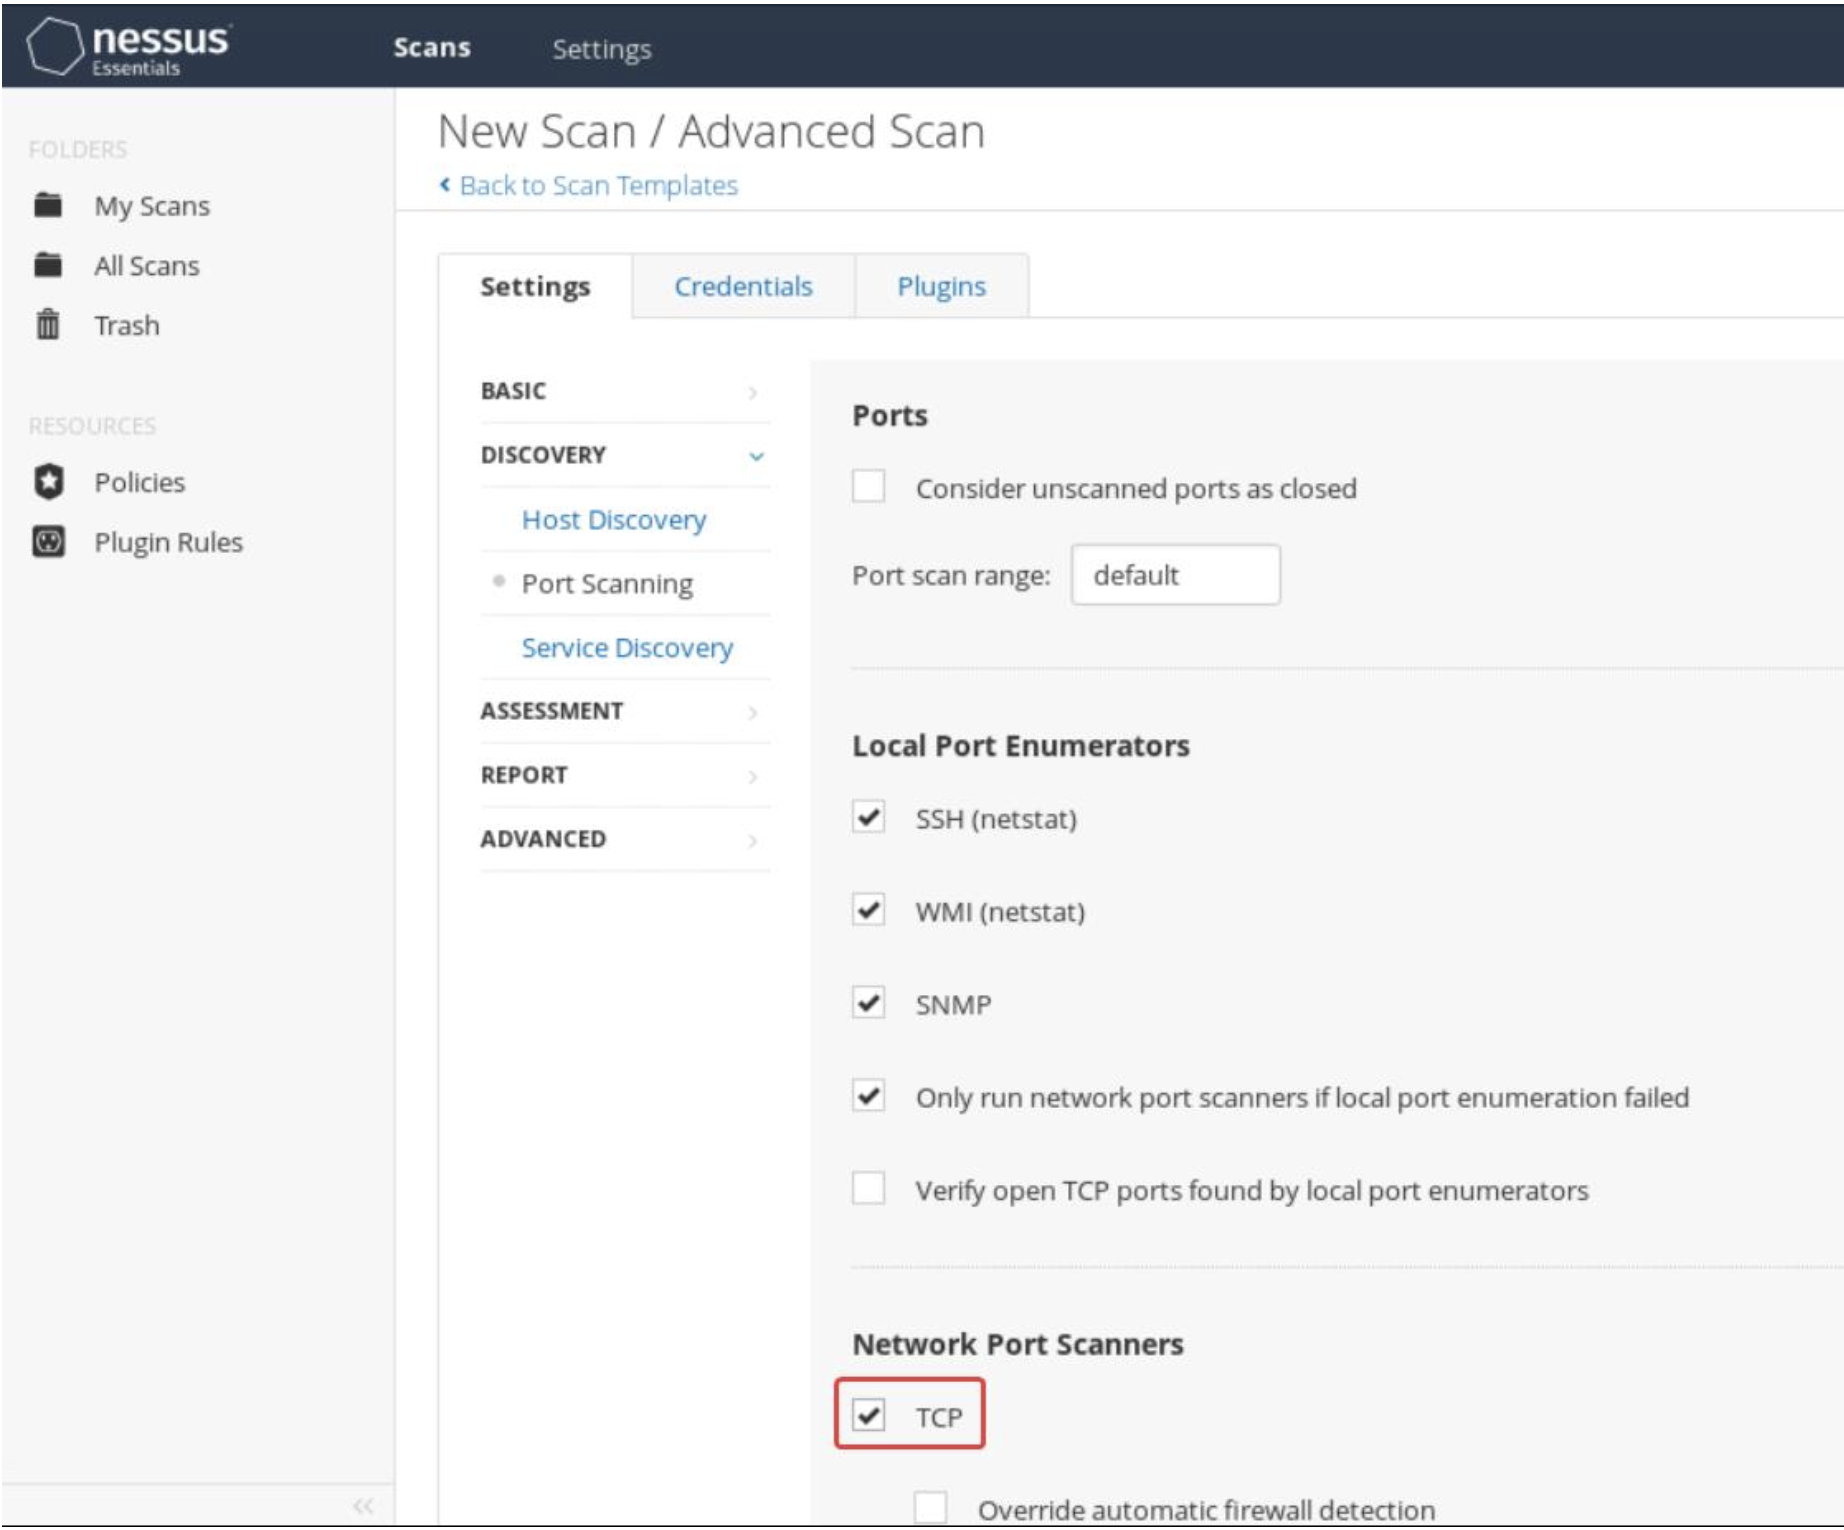 nessus
Essentials
Scans
Settings
FOLDERS
My Scans
All Scans
Trash
RESOURCES
Policies
Plugin Rules
New Scan / Advanced Scan
Back to Scan Templates
Settings
Credentials
Plugins
BASIC
DISCOVERY
Host Discovery
Port Scanning
Service Discovery
ASSESSMENT
REPORT
ADVANCED
Ports
Consider unscanned ports as closed
Port scan range: default
Local Port Enumerators
SSH (netstat)
WMI (netstat)
SNMP
Only run network port scanners if local port enumeration failed
Verify open TCP ports found by local port enumerators
Network Port Scanners
TCP
Override automatic firewall detection